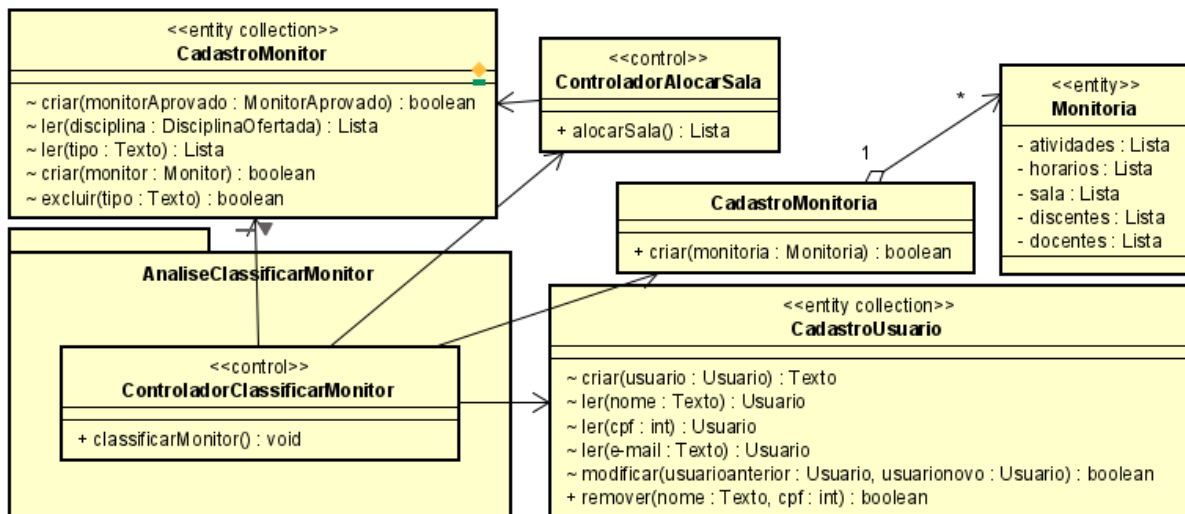 <<entity collection>>
CadastroMonitor
~ criar(monitorAprovado : MonitorAprovado) : boolean
~ ler(disciplina : DisciplinaOfertada) : Lista
~ ler(tipo : Texto) : Lista
~ criar(monitor : Monitor) : boolean
~ excluir(tipo : Texto) : boolean
<<control>>
ControladorAlocarSala
+ alocarSala() : Lista
<<entity>>
Monitoria
- atividades : Lista
- horarios : Lista
- sala : Lista
- discentes : Lista
- docentes : Lista
*
1
CadastroMonitoria
+ criar(monitoria : Monitoria) : boolean
AnaliseClassificarMonitor
<<control>>
ControladorClassificarMonitor
+ classificarMonitor() : void
<<entity collection>>
CadastroUsuario
~ criar(usuario : Usuario) : Texto
~ ler(nome : Texto) : Usuario
~ ler(cpf : int) : Usuario
~ ler(e-mail : Texto) : Usuario
~ modificar(usuarioanterior : Usuario, usuarionovo : Usuario) : boolean
+ remover(nome : Texto, cpf : int) : boolean